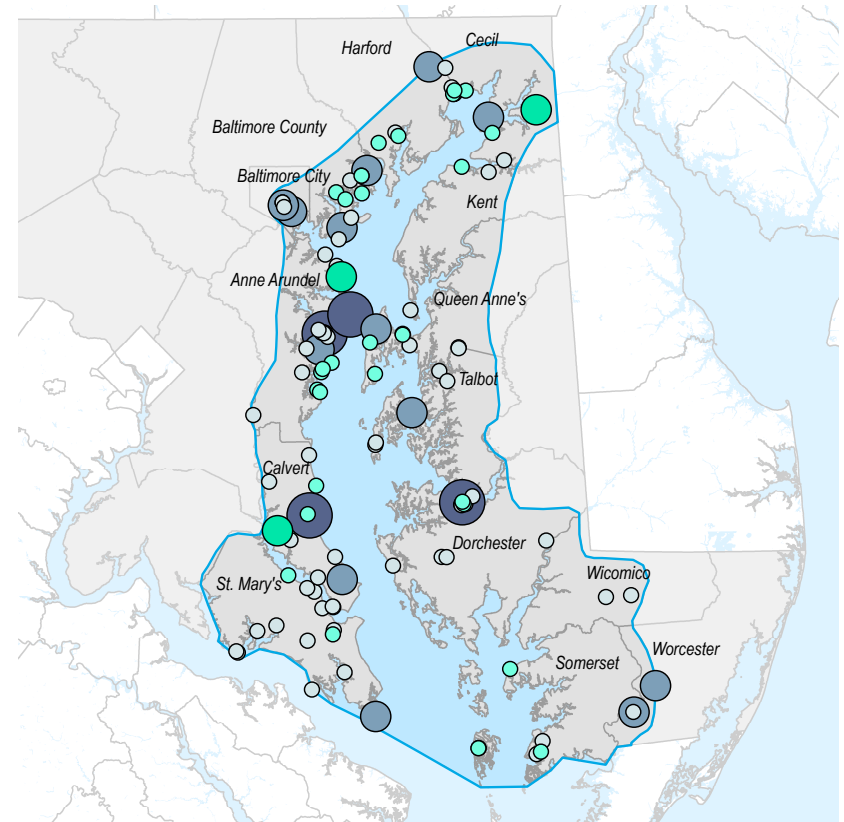 Cecil
Harford
Baltimore County
Baltimore City
Kent
Anne Arundel
Queen Anne's
Talbot
Calvert
Dorchester
Wicomico
St. Mary's
Worcester
Somerset